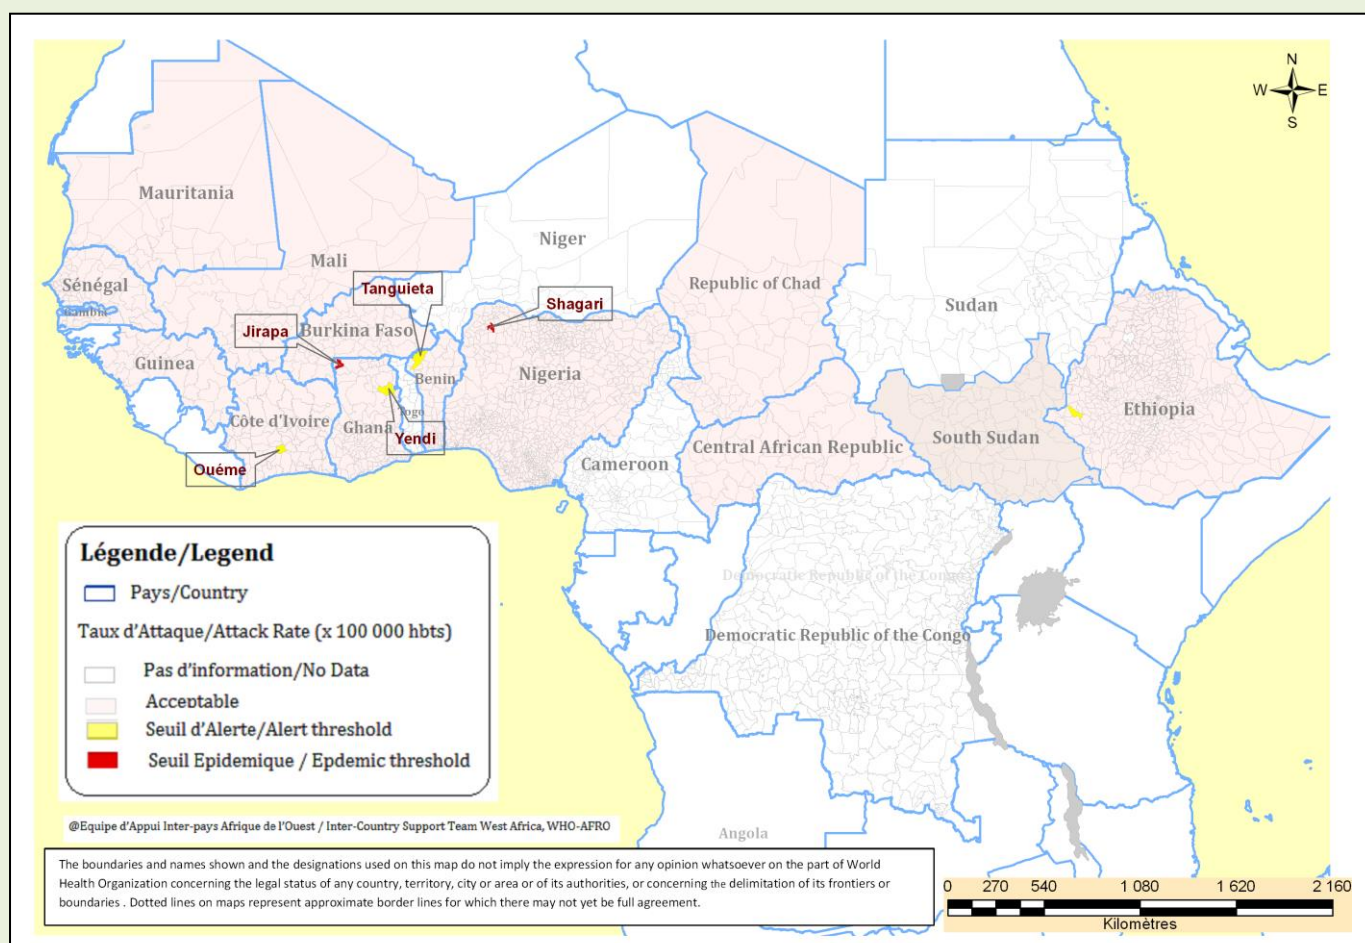 N
W E
S
Mauritania
Mali
Niger
Sénégal
Gambia
Tanguieta
Shagari
Republic of Chad
Sudan
Jirapa
Burkina Faso
Guinea
Benin
Nigeria
Côte d'Ivoire
Ghana
Togo
Yendi
Ethiopia
South Sudan
Central African Republic
Cameroon
Ouéme
Democratic Republic of the Congo
Democratic Republic of the Congo
Angola
Légende/Legend
Pays/Country
Taux d'Attaque/Attack Rate (x 100 000 hbts)
Pas d'information/No Data
Acceptable
Seuil d'Alerte/Alert threshold
Seuil Epidemique / Epdemic threshold
@Equipe d'Appui Inter-pays Afrique de l'Ouest / Inter-Country Support Team West Africa, WHO-AFRO
The boundaries and names shown and the designations used on this map do not imply the expression for any opinion whatsoever on the part of World
Health Organization concerning the legal status of any country, territory, city or area or of its authorities, or concerning the delimitation of its frontiers or
boundaries . Dotted lines on maps represent approximate border lines for which there may not yet be full agreement.
0 270 540 1 080 1 620 2 160
Kilomètres